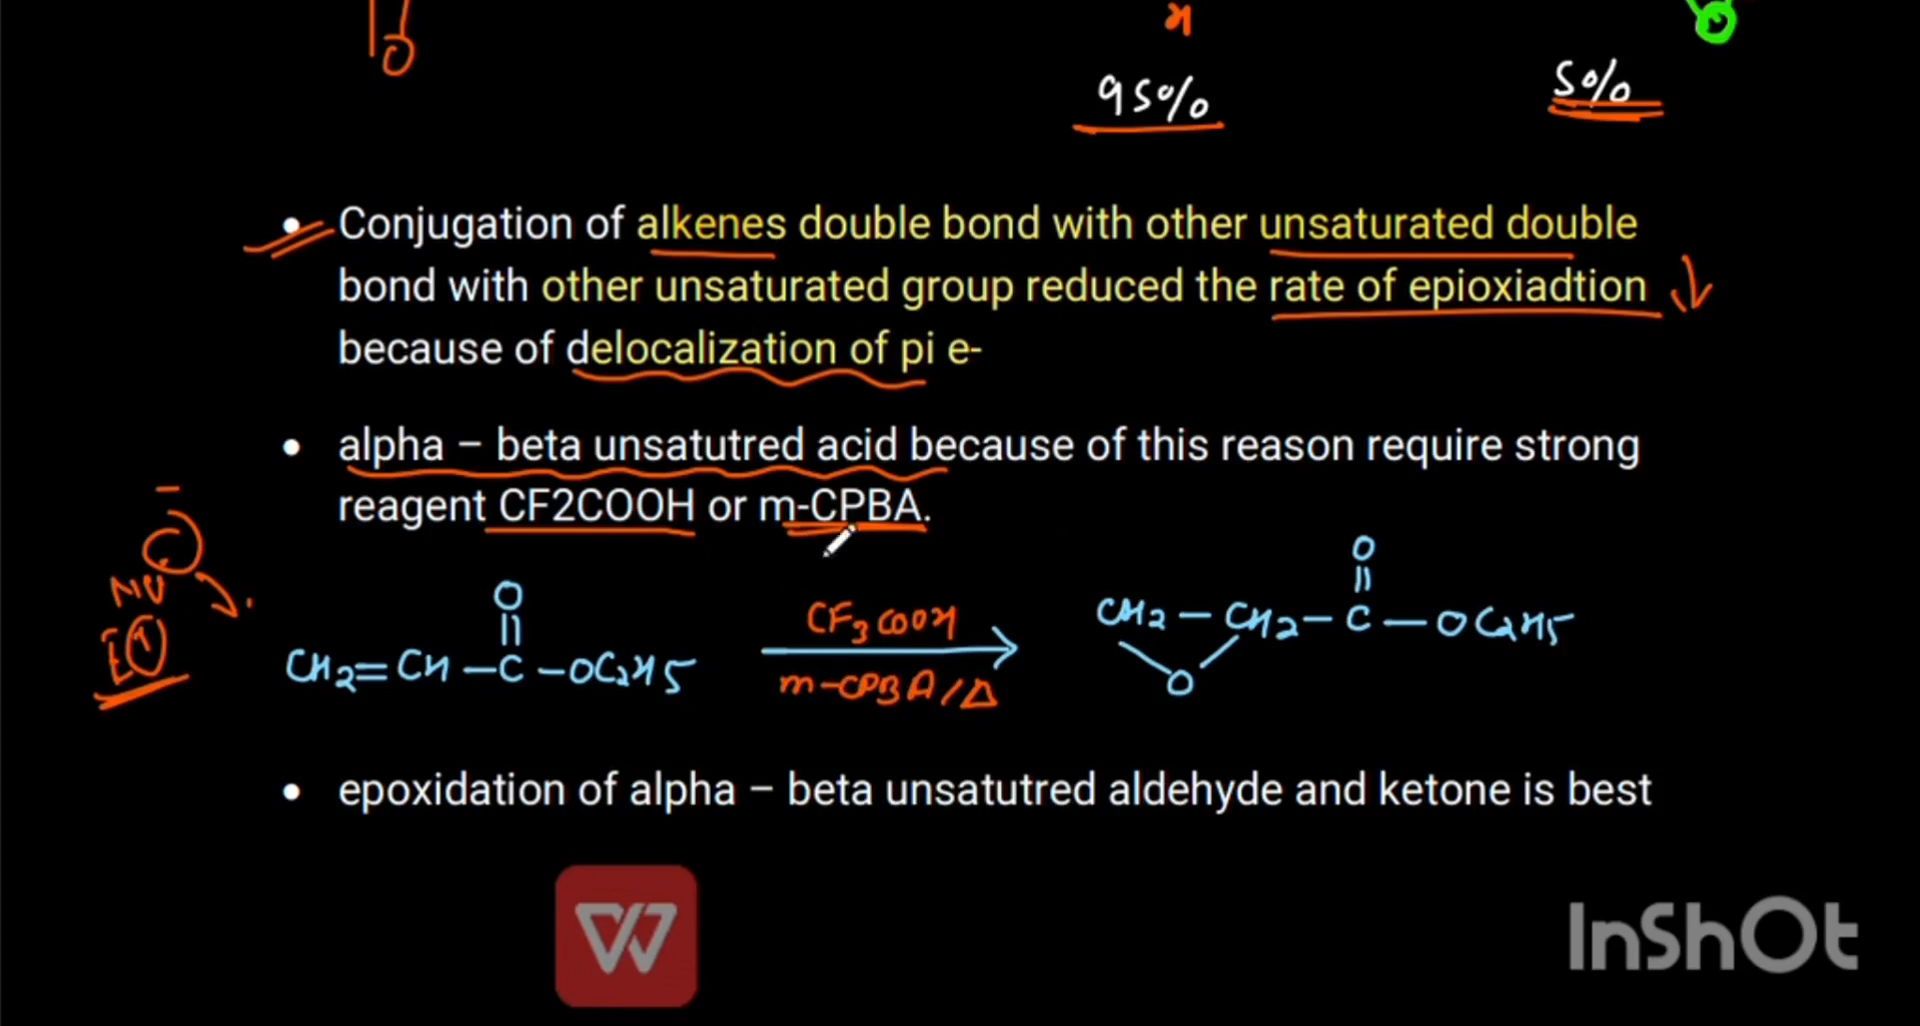 95%
5%
• Conjugation of alkenes double bond with other unsaturated double
bond with other unsaturated group reduced the rate of epioxiadtion ↓
because of delocalization of pi e-
• alpha – beta unsatutred acid because of this reason require strong
reagent CF2COOH or m-CPBA.
Nu
E⊕
O
||
CH2=CH–C–OC2H5
CF3COOH
m-CPBA/Δ
O
||
CH2–CH2–C–OC2H5
O
• epoxidation of alpha – beta unsatutred aldehyde and ketone is best
W
InShOt